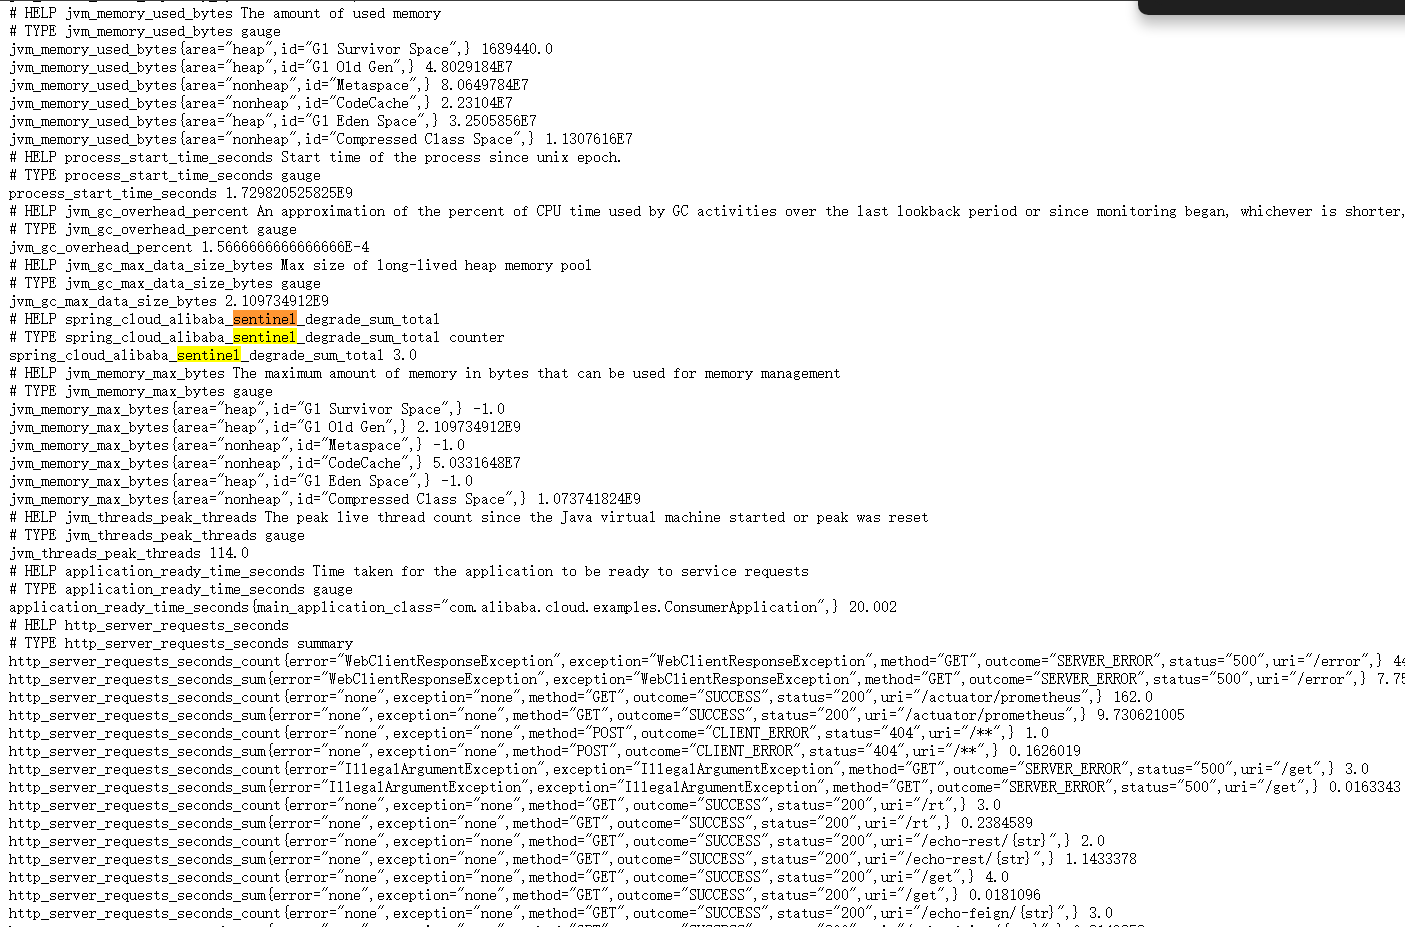 # HELP jvm_memory_used_bytes The amount of used memory
# TYPE jvm_memory_used_bytes gauge
jvm_memory_used_bytes{area="heap",id="G1 Survivor Space",} 1689440.0
jvm_memory_used_bytes{area="heap",id="G1 Old Gen",} 4.8029184E7
jvm_memory_used_bytes{area="nonheap",id="Metaspace",} 8.0649784E7
jvm_memory_used_bytes{area="nonheap",id="CodeCache",} 2.23104E7
jvm_memory_used_bytes{area="heap",id="G1 Eden Space",} 3.2505856E7
jvm_memory_used_bytes{area="nonheap",id="Compressed Class Space",} 1.1307616E7
# HELP process_start_time_seconds Start time of the process since unix epoch.
# TYPE process_start_time_seconds gauge
process_start_time_seconds 1.729820525825E9
# HELP jvm_gc_overhead_percent An approximation of the percent of CPU time used by GC activities over the last lookback period or since monitoring began, whichever is shorter,
# TYPE jvm_gc_overhead_percent gauge
jvm_gc_overhead_percent 1.5666666666666666E-4
# HELP jvm_gc_max_data_size_bytes Max size of long-lived heap memory pool
# TYPE jvm_gc_max_data_size_bytes gauge
jvm_gc_max_data_size_bytes 2.109734912E9
# HELP spring_cloud_alibaba_sentinel_degrade_sum_total
# TYPE spring_cloud_alibaba_sentinel_degrade_sum_total counter
spring_cloud_alibaba_sentinel_degrade_sum_total 3.0
# HELP jvm_memory_max_bytes The maximum amount of memory in bytes that can be used for memory management
# TYPE jvm_memory_max_bytes gauge
jvm_memory_max_bytes{area="heap",id="G1 Survivor Space",} -1.0
jvm_memory_max_bytes{area="heap",id="G1 Old Gen",} 2.109734912E9
jvm_memory_max_bytes{area="nonheap",id="Metaspace",} -1.0
jvm_memory_max_bytes{area="nonheap",id="CodeCache",} 5.0331648E7
jvm_memory_max_bytes{area="heap",id="G1 Eden Space",} -1.0
jvm_memory_max_bytes{area="nonheap",id="Compressed Class Space",} 1.073741824E9
# HELP jvm_threads_peak_threads The peak live thread count since the Java virtual machine started or peak was reset
# TYPE jvm_threads_peak_threads gauge
jvm_threads_peak_threads 114.0
# HELP application_ready_time_seconds Time taken for the application to be ready to service requests
# TYPE application_ready_time_seconds gauge
application_ready_time_seconds{main_application_class="com.alibaba.cloud.examples.ConsumerApplication",} 20.002
# HELP http_server_requests_seconds
# TYPE http_server_requests_seconds summary
http_server_requests_seconds_count{error="WebClientResponseException",exception="WebClientResponseException",method="GET",outcome="SERVER_ERROR",status="500",uri="/error",} 44
http_server_requests_seconds_sum{error="WebClientResponseException",exception="WebClientResponseException",method="GET",outcome="SERVER_ERROR",status="500",uri="/error",} 7.75
http_server_requests_seconds_count{error="none",exception="none",method="GET",outcome="SUCCESS",status="200",uri="/actuator/prometheus",} 162.0
http_server_requests_seconds_sum{error="none",exception="none",method="GET",outcome="SUCCESS",status="200",uri="/actuator/prometheus",} 9.730621005
http_server_requests_seconds_count{error="none",exception="none",method="POST",outcome="CLIENT_ERROR",status="404",uri="/**",} 1.0
http_server_requests_seconds_sum{error="none",exception="none",method="POST",outcome="CLIENT_ERROR",status="404",uri="/**",} 0.1626019
http_server_requests_seconds_count{error="IllegalArgumentException",exception="IllegalArgumentException",method="GET",outcome="SERVER_ERROR",status="500",uri="/get",} 3.0
http_server_requests_seconds_sum{error="IllegalArgumentException",exception="IllegalArgumentException",method="GET",outcome="SERVER_ERROR",status="500",uri="/get",} 0.0163343
http_server_requests_seconds_count{error="none",exception="none",method="GET",outcome="SUCCESS",status="200",uri="/rt",} 3.0
http_server_requests_seconds_sum{error="none",exception="none",method="GET",outcome="SUCCESS",status="200",uri="/rt",} 0.2384589
http_server_requests_seconds_count{error="none",exception="none",method="GET",outcome="SUCCESS",status="200",uri="/echo-rest/{str}",} 2.0
http_server_requests_seconds_sum{error="none",exception="none",method="GET",outcome="SUCCESS",status="200",uri="/echo-rest/{str}",} 1.1433378
http_server_requests_seconds_count{error="none",exception="none",method="GET",outcome="SUCCESS",status="200",uri="/get",} 4.0
http_server_requests_seconds_sum{error="none",exception="none",method="GET",outcome="SUCCESS",status="200",uri="/get",} 0.0181096
http_server_requests_seconds_count{error="none",exception="none",method="GET",outcome="SUCCESS",status="200",uri="/echo-feign/{str}",} 3.0